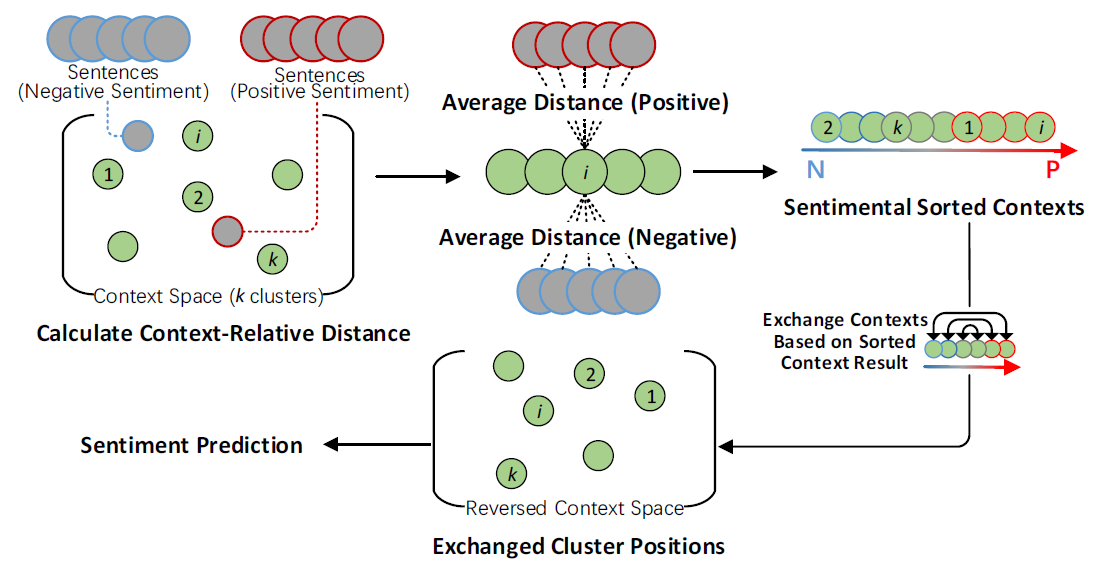 Sentences
(Negative Sentiment)
Sentences
(Positive Sentiment)
i
1
2
k
Context Space (k clusters)
Calculate Context-Relative Distance
Average Distance (Positive)
i
Average Distance (Negative)
2
k
1
i
N
P
Sentimental Sorted Contexts
Exchange Contexts
Based on Sorted
Context Result
2
1
i
k
Reversed Context Space
Exchanged Cluster Positions
Sentiment Prediction